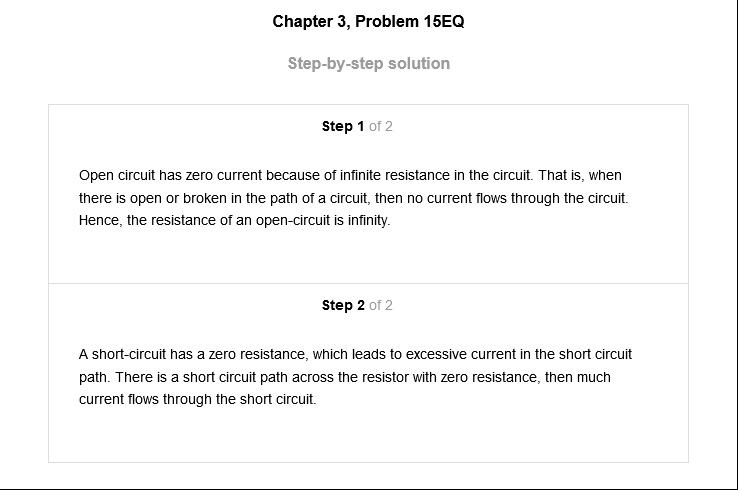 Chapter 3, Problem 15EQ
Step-by-step solution
Step 1 of 2
Open circuit has zero current because of infinite resistance in the circuit. That is, when
there is open or broken in the path of a circuit, then no current flows through the circuit.
Hence, the resistance of an open-circuit is infinity.
Step 2 of 2
A short-circuit has a zero resistance, which leads to excessive current in the short circuit
path. There is a short circuit path across the resistor with zero resistance, then much
current flows through the short circuit.